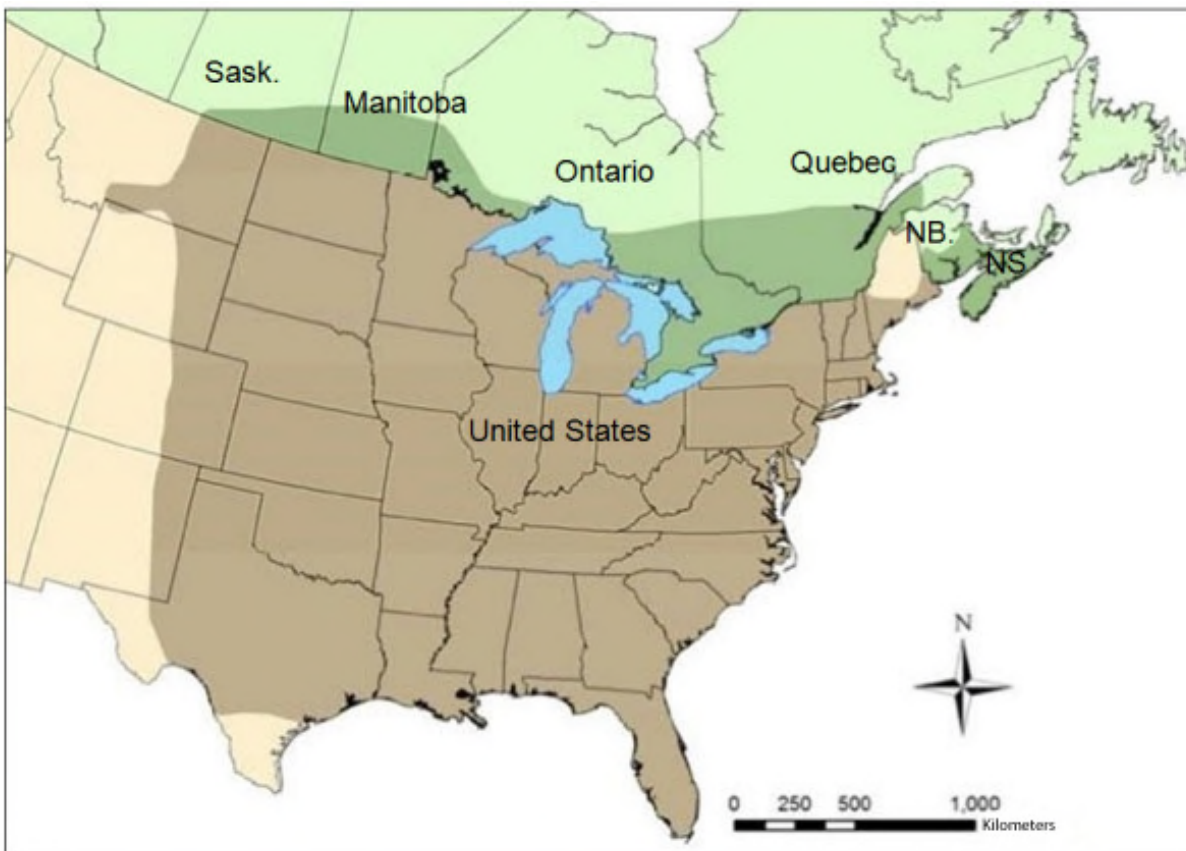 Sask.
Manitoba
Ontario
Quebec
NB.
NS
United States
N
0 250 500 1,000
Kilometers